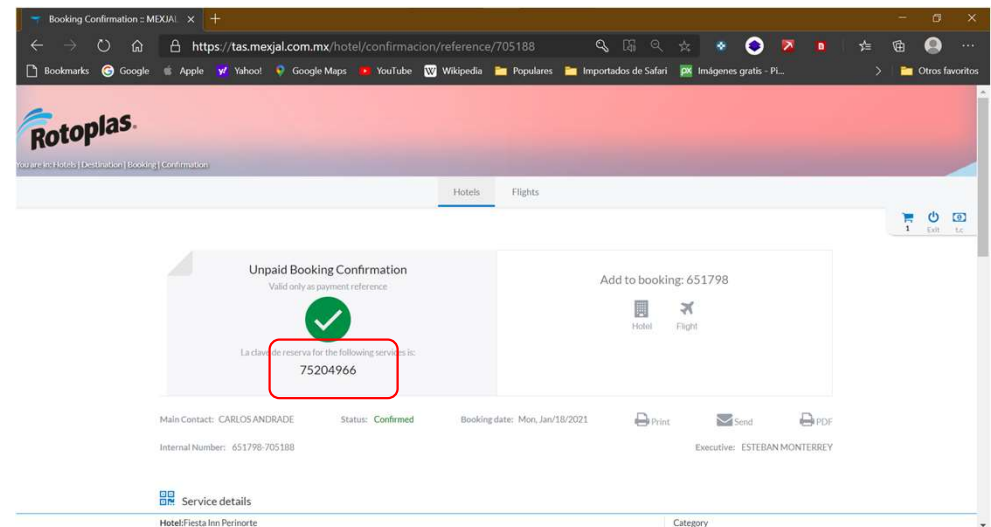 Booking Confirmation :: MEXJAL
https://tas.mexjal.com.mx/hotel/confirmacion/reference/705188
Bookmarks Google Apple Yahoo! Google Maps YouTube Wikipedia Populares Importados de Safari Imágenes gratis - Pi... Otros favoritos
Rotoplas
You are in: Hotels | Destination | Booking | Confirmation
Hotels Flights
1 Exit t.c
Unpaid Booking Confirmation
Valid only as payment reference
La clave de reserva for the following services is:
75204966
Add to booking: 651798
Hotel Flight
Main Contact: CARLOS ANDRADE Status: Confirmed Booking date: Mon, Jan/18/2021 Print Send PDF
Internal Number: 651798-705188 Executive: ESTEBAN MONTERREY
Service details
Hotel:Fiesta Inn Perinorte Category